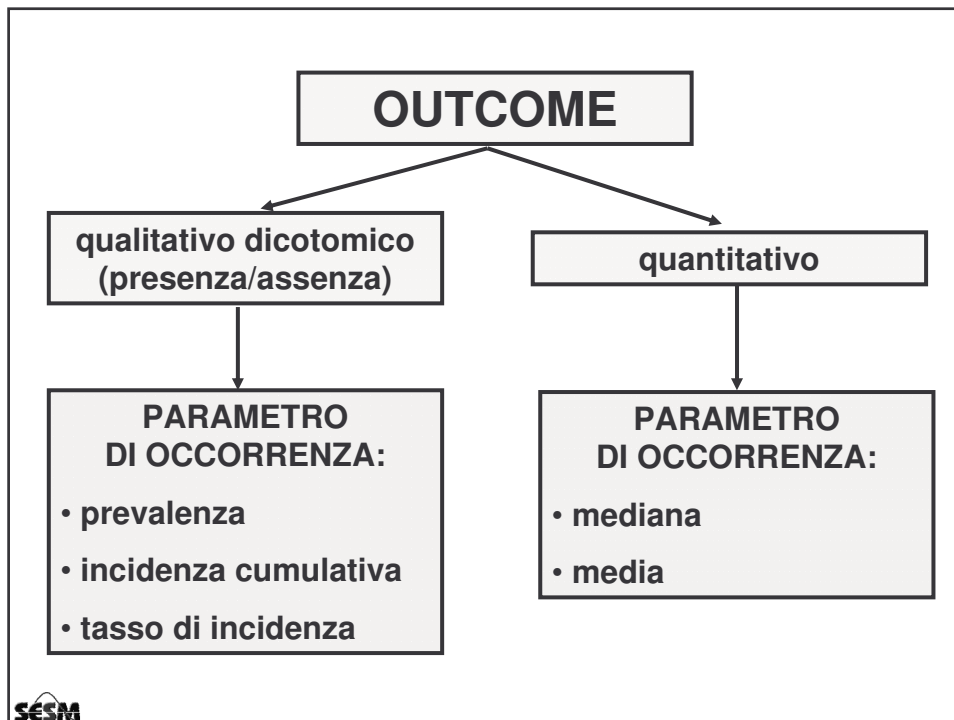 OUTCOME
qualitativo dicotomico
(presenza/assenza)
quantitativo
PARAMETRO
DI OCCORRENZA:
• prevalenza
• incidenza cumulativa
• tasso di incidenza
PARAMETRO
DI OCCORRENZA:
• mediana
• media
SESM